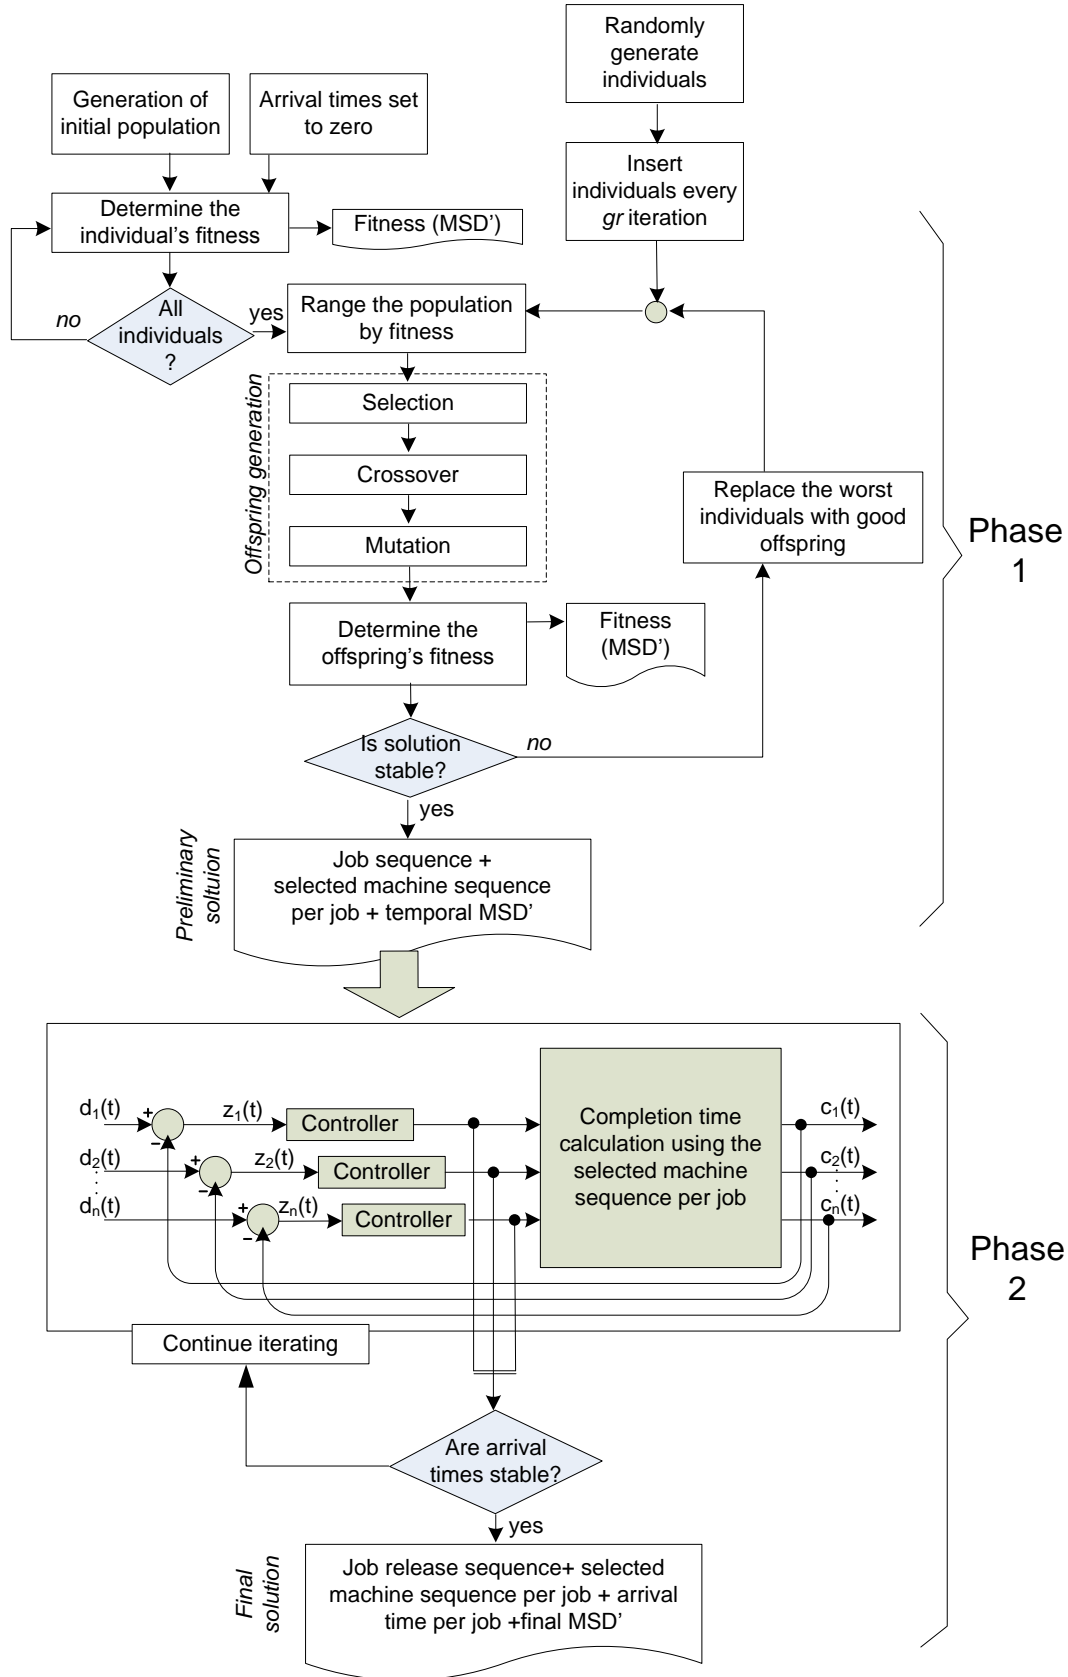 Randomly
generate
individuals
Generation of
initial population
Arrival times set
to zero
Insert
individuals every
gr iteration
Determine the
individual's fitness
Fitness (MSD')
All
individuals
?
no
yes
Range the population
by fitness
Offspring generation
Selection
Crossover
Mutation
Replace the worst
individuals with good
offspring
Phase
1
Determine the
offspring's fitness
Fitness
(MSD')
Is solution
stable?
no
yes
Preliminary
soltuion
Job sequence +
selected machine sequence
per job + temporal MSD'
d1(t)
+
−
z1(t)
Controller
c1(t)
d2(t)
+
−
z2(t)
Controller
c2(t)
⋮
⋮
dn(t)
+
−
zn(t)
Controller
cn(t)
Completion time
calculation using the
selected machine
sequence per job
Phase
2
Continue iterating
Are arrival
times stable?
yes
Final
solution
Job release sequence+ selected
machine sequence per job + arrival
time per job +final MSD'